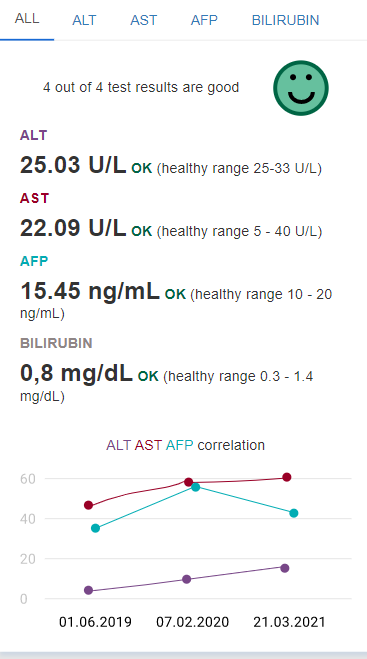 ALL ALT AST AFP BILIRUBIN
4 out of 4 test results are good
ALT
25.03 U/L OK (healthy range 25-33 U/L)
AST
22.09 U/L OK (healthy range 5 - 40 U/L)
AFP
15.45 ng/mL OK (healthy range 10 - 20
ng/mL)
BILIRUBIN
0,8 mg/dL OK (healthy range 0.3 - 1.4
mg/dL)
ALT AST AFP correlation
60
40
20
0
01.06.2019 07.02.2020 21.03.2021